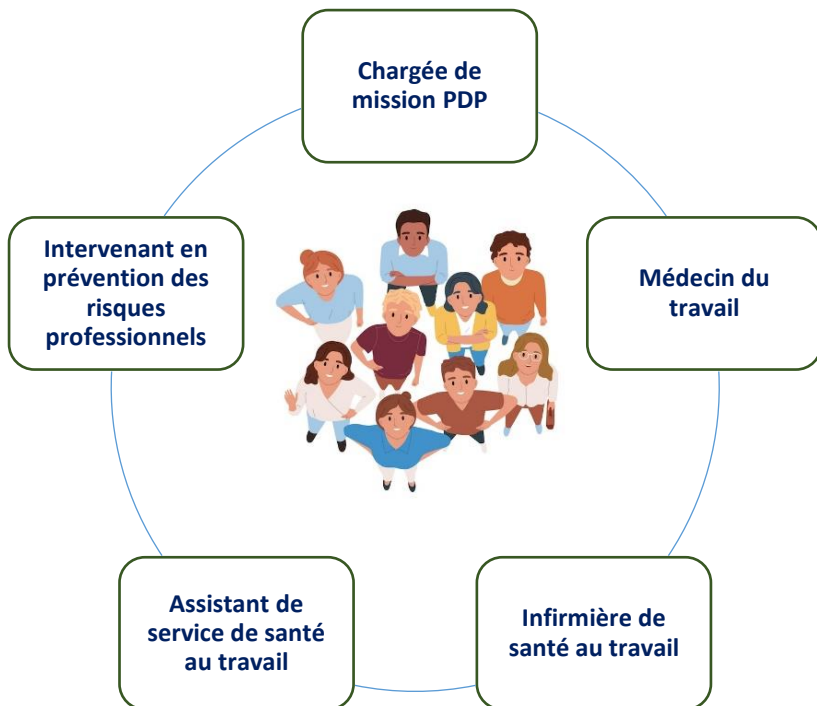 Chargée de
mission PDP
Médecin du
travail
Infirmière de
santé au travail
Assistant de
service de santé
au travail
Intervenant en
prévention des
risques
professionnels